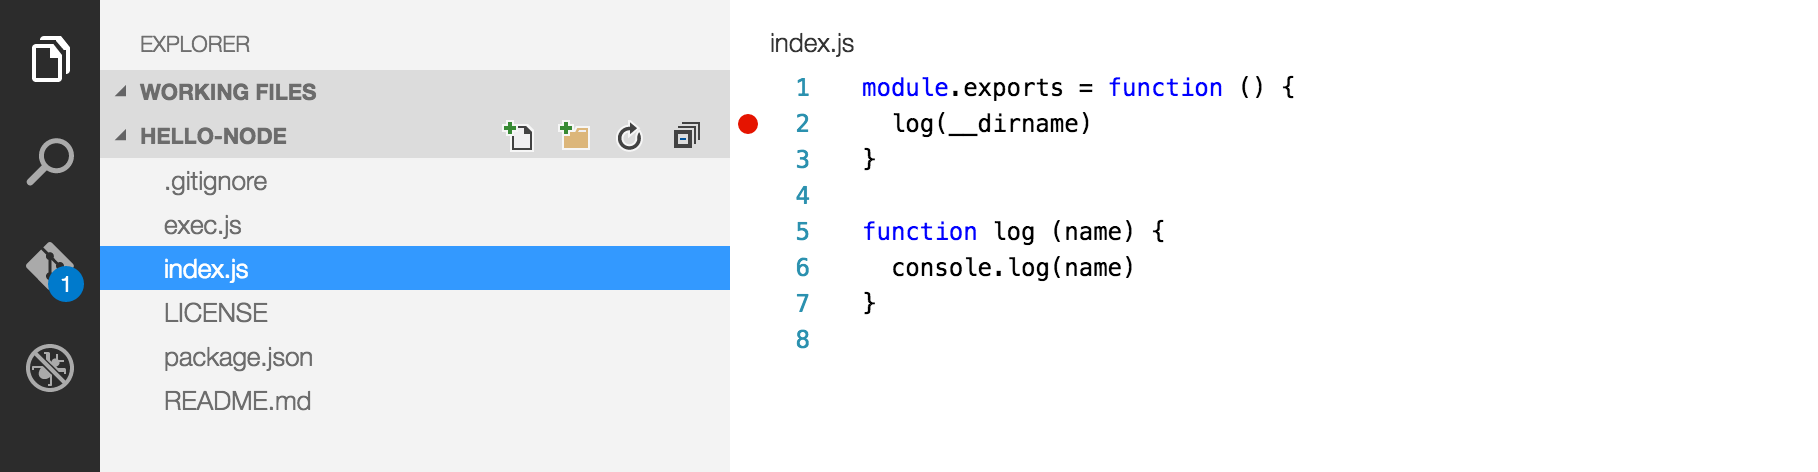 EXPLORER
WORKING FILES
HELLO-NODE
.gitignore
exec.js
index.js
LICENSE
package.json
README.md
1
index.js
1 module.exports = function () {
2   log(__dirname)
3 }
4
5 function log (name) {
6   console.log(name)
7 }
8